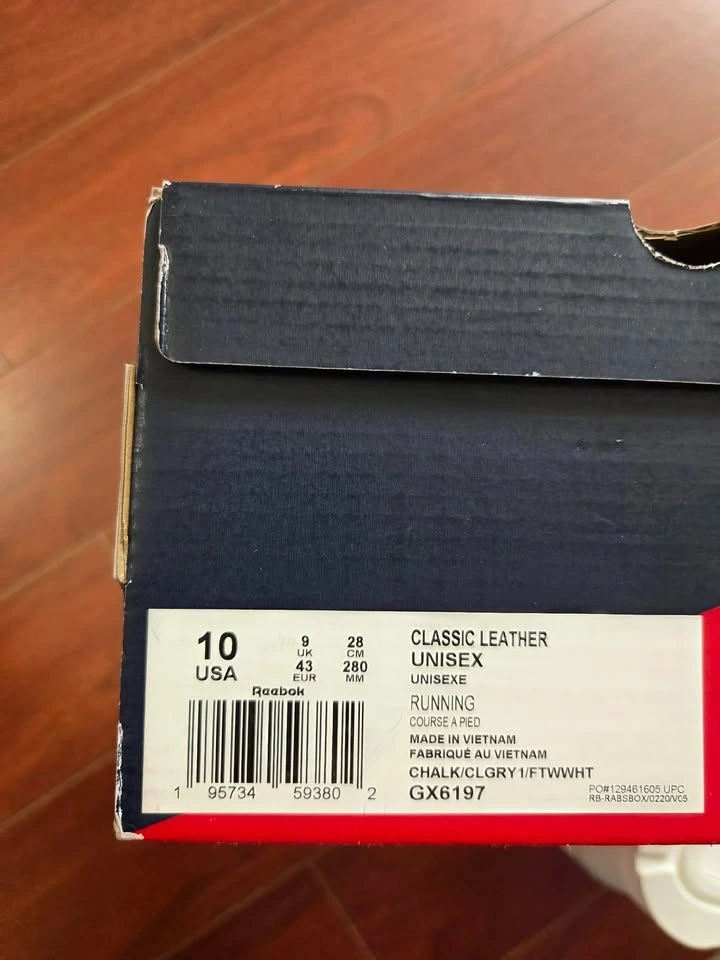 10
USA
9
UK
43
EUR
28
CM
280
MM
Reebok
1 95734 59380 2
CLASSIC LEATHER
UNISEX
UNISEXE
RUNNING
COURSE A PIED
MADE IN VIETNAM
FABRIQUÉ AU VIETNAM
CHALK/CLGRY1/FTWWHT
GX6197
PO#129461605 UPC
RB-RABSBOX/0220/V05